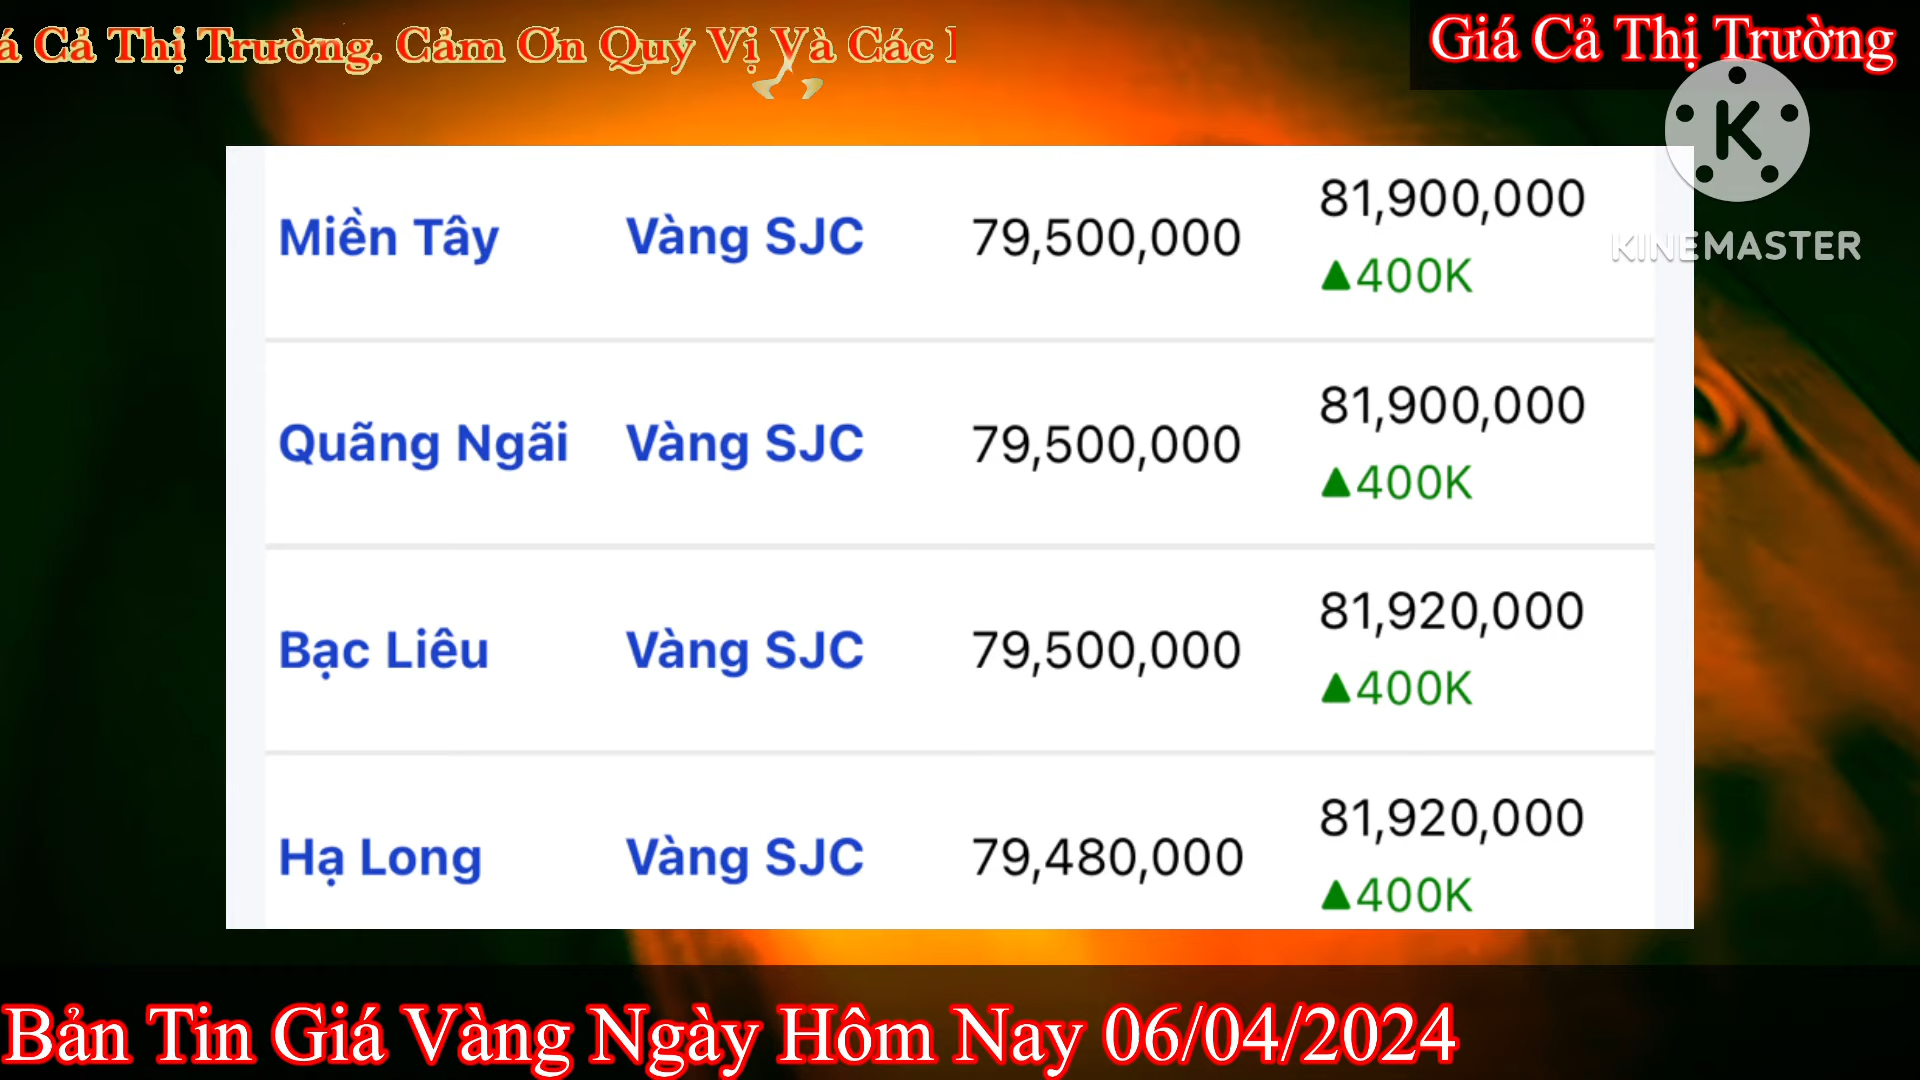 á Cả Thị Trường. Cảm Ơn Quý Vị Và Các
Giá Cả Thị Trường
K
KINEMASTER
Miền Tây Vàng SJC 79,500,000 81,900,000
▲400K
Quãng Ngãi Vàng SJC 79,500,000 81,900,000
▲400K
Bạc Liêu Vàng SJC 79,500,000 81,920,000
▲400K
Hạ Long Vàng SJC 79,480,000 81,920,000
▲400K
Bản Tin Giá Vàng Ngày Hôm Nay 06/04/2024